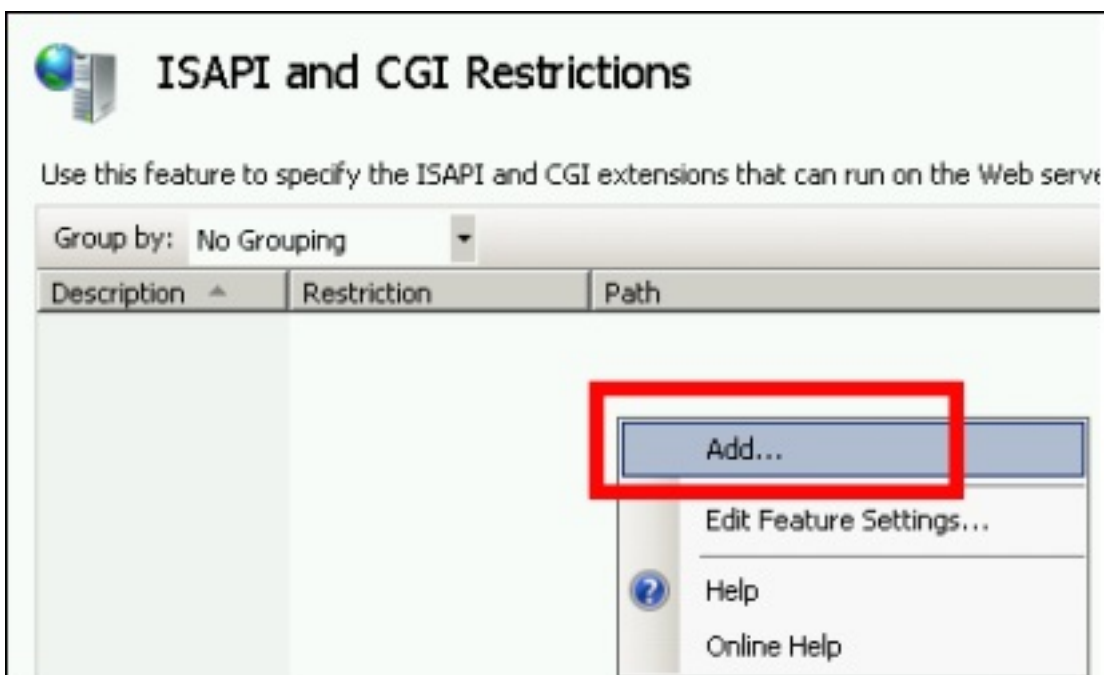 ISAPI and CGI Restrictions
Use this feature to specify the ISAPI and CGI extensions that can run on the Web serve
Group by: No Grouping
Description Restriction Path
Add...
Edit Feature Settings...
Help
Online Help